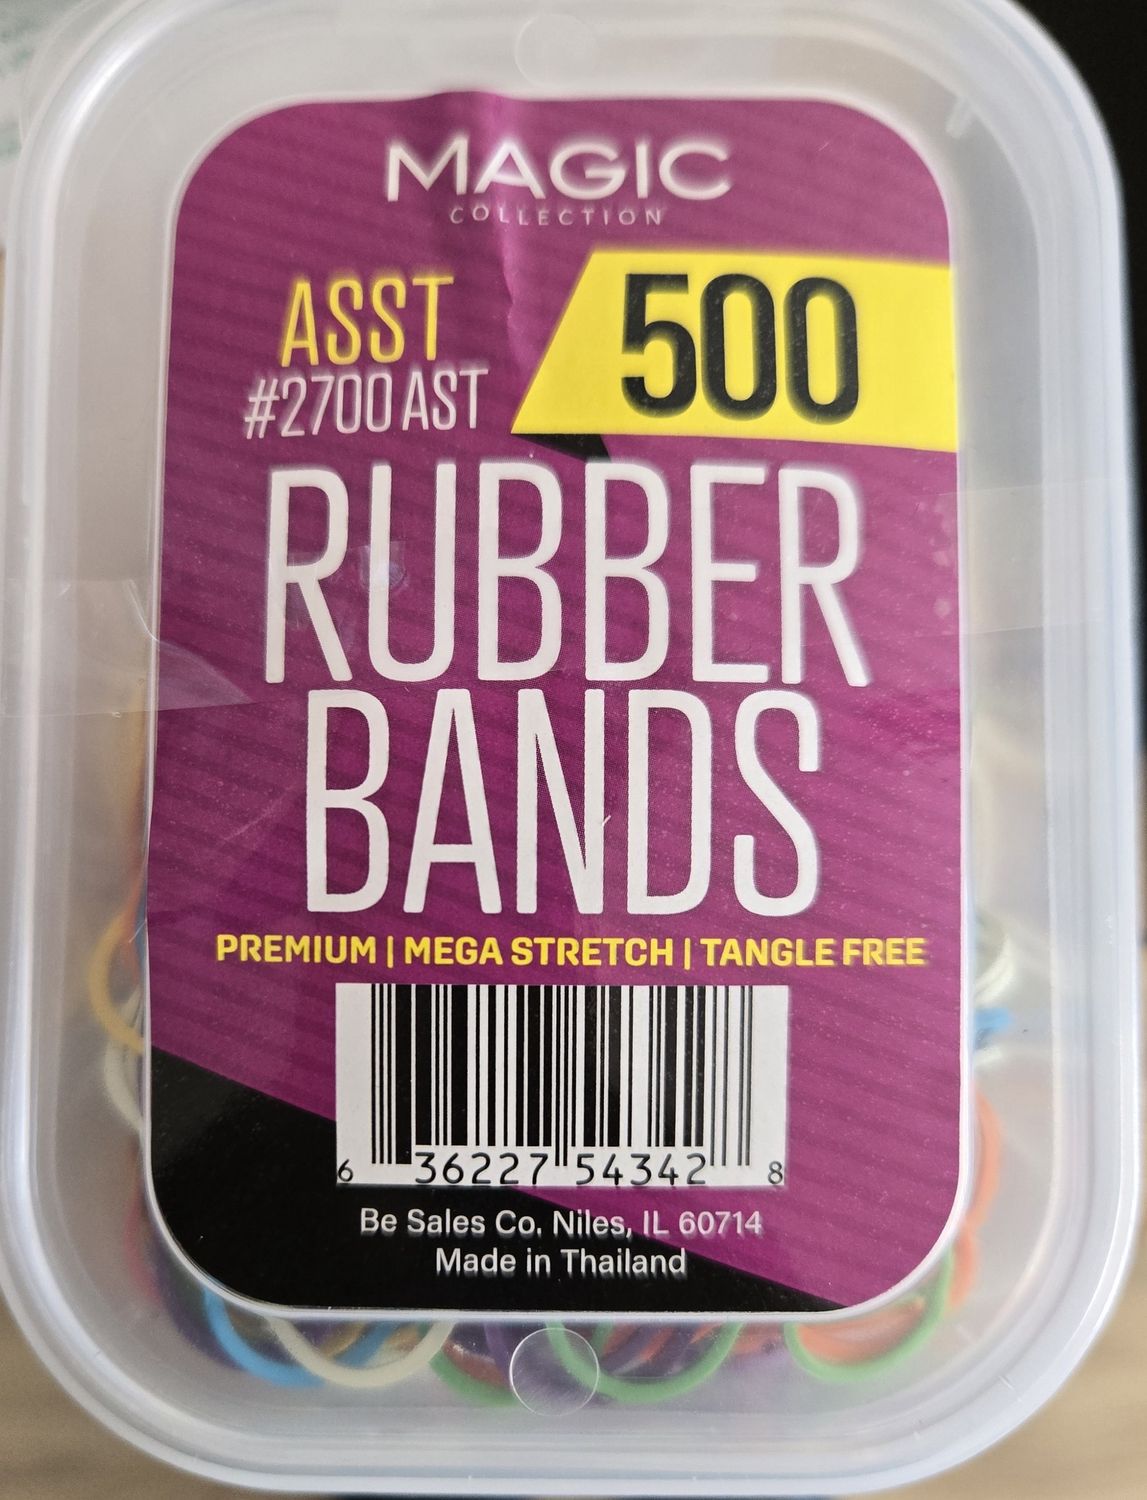 MAGIC
COLLECTION
ASST
#2700 AST
500
RUBBER
BANDS
PREMIUM | MEGA STRETCH | TANGLE FREE
6 36227 54342 8
Be Sales Co. Niles, IL 60714
Made in Thailand